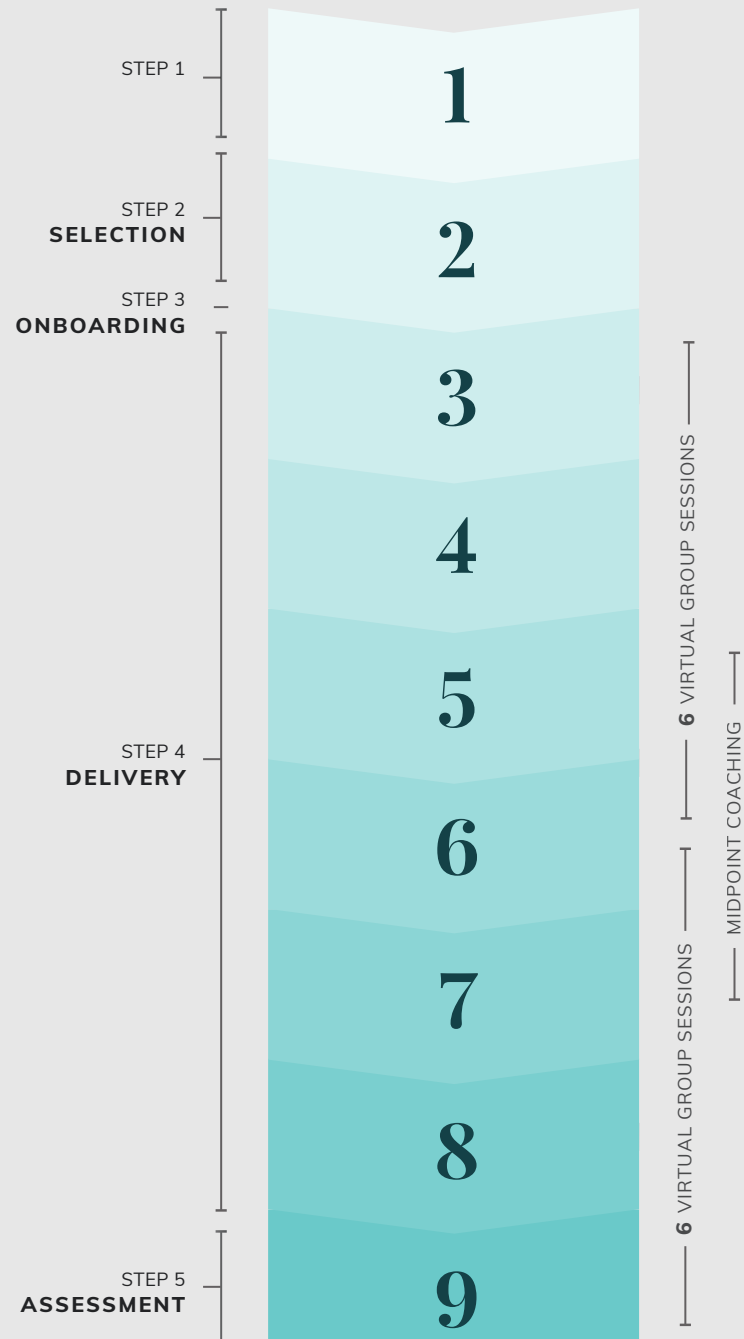 STEP 1
1
STEP 2
SELECTION
2
STEP 3
ONBOARDING
3
4
5
STEP 4
DELIVERY
6
7
8
STEP 5
ASSESSMENT
9
6 VIRTUAL GROUP SESSIONS
MIDPOINT COACHING
6 VIRTUAL GROUP SESSIONS